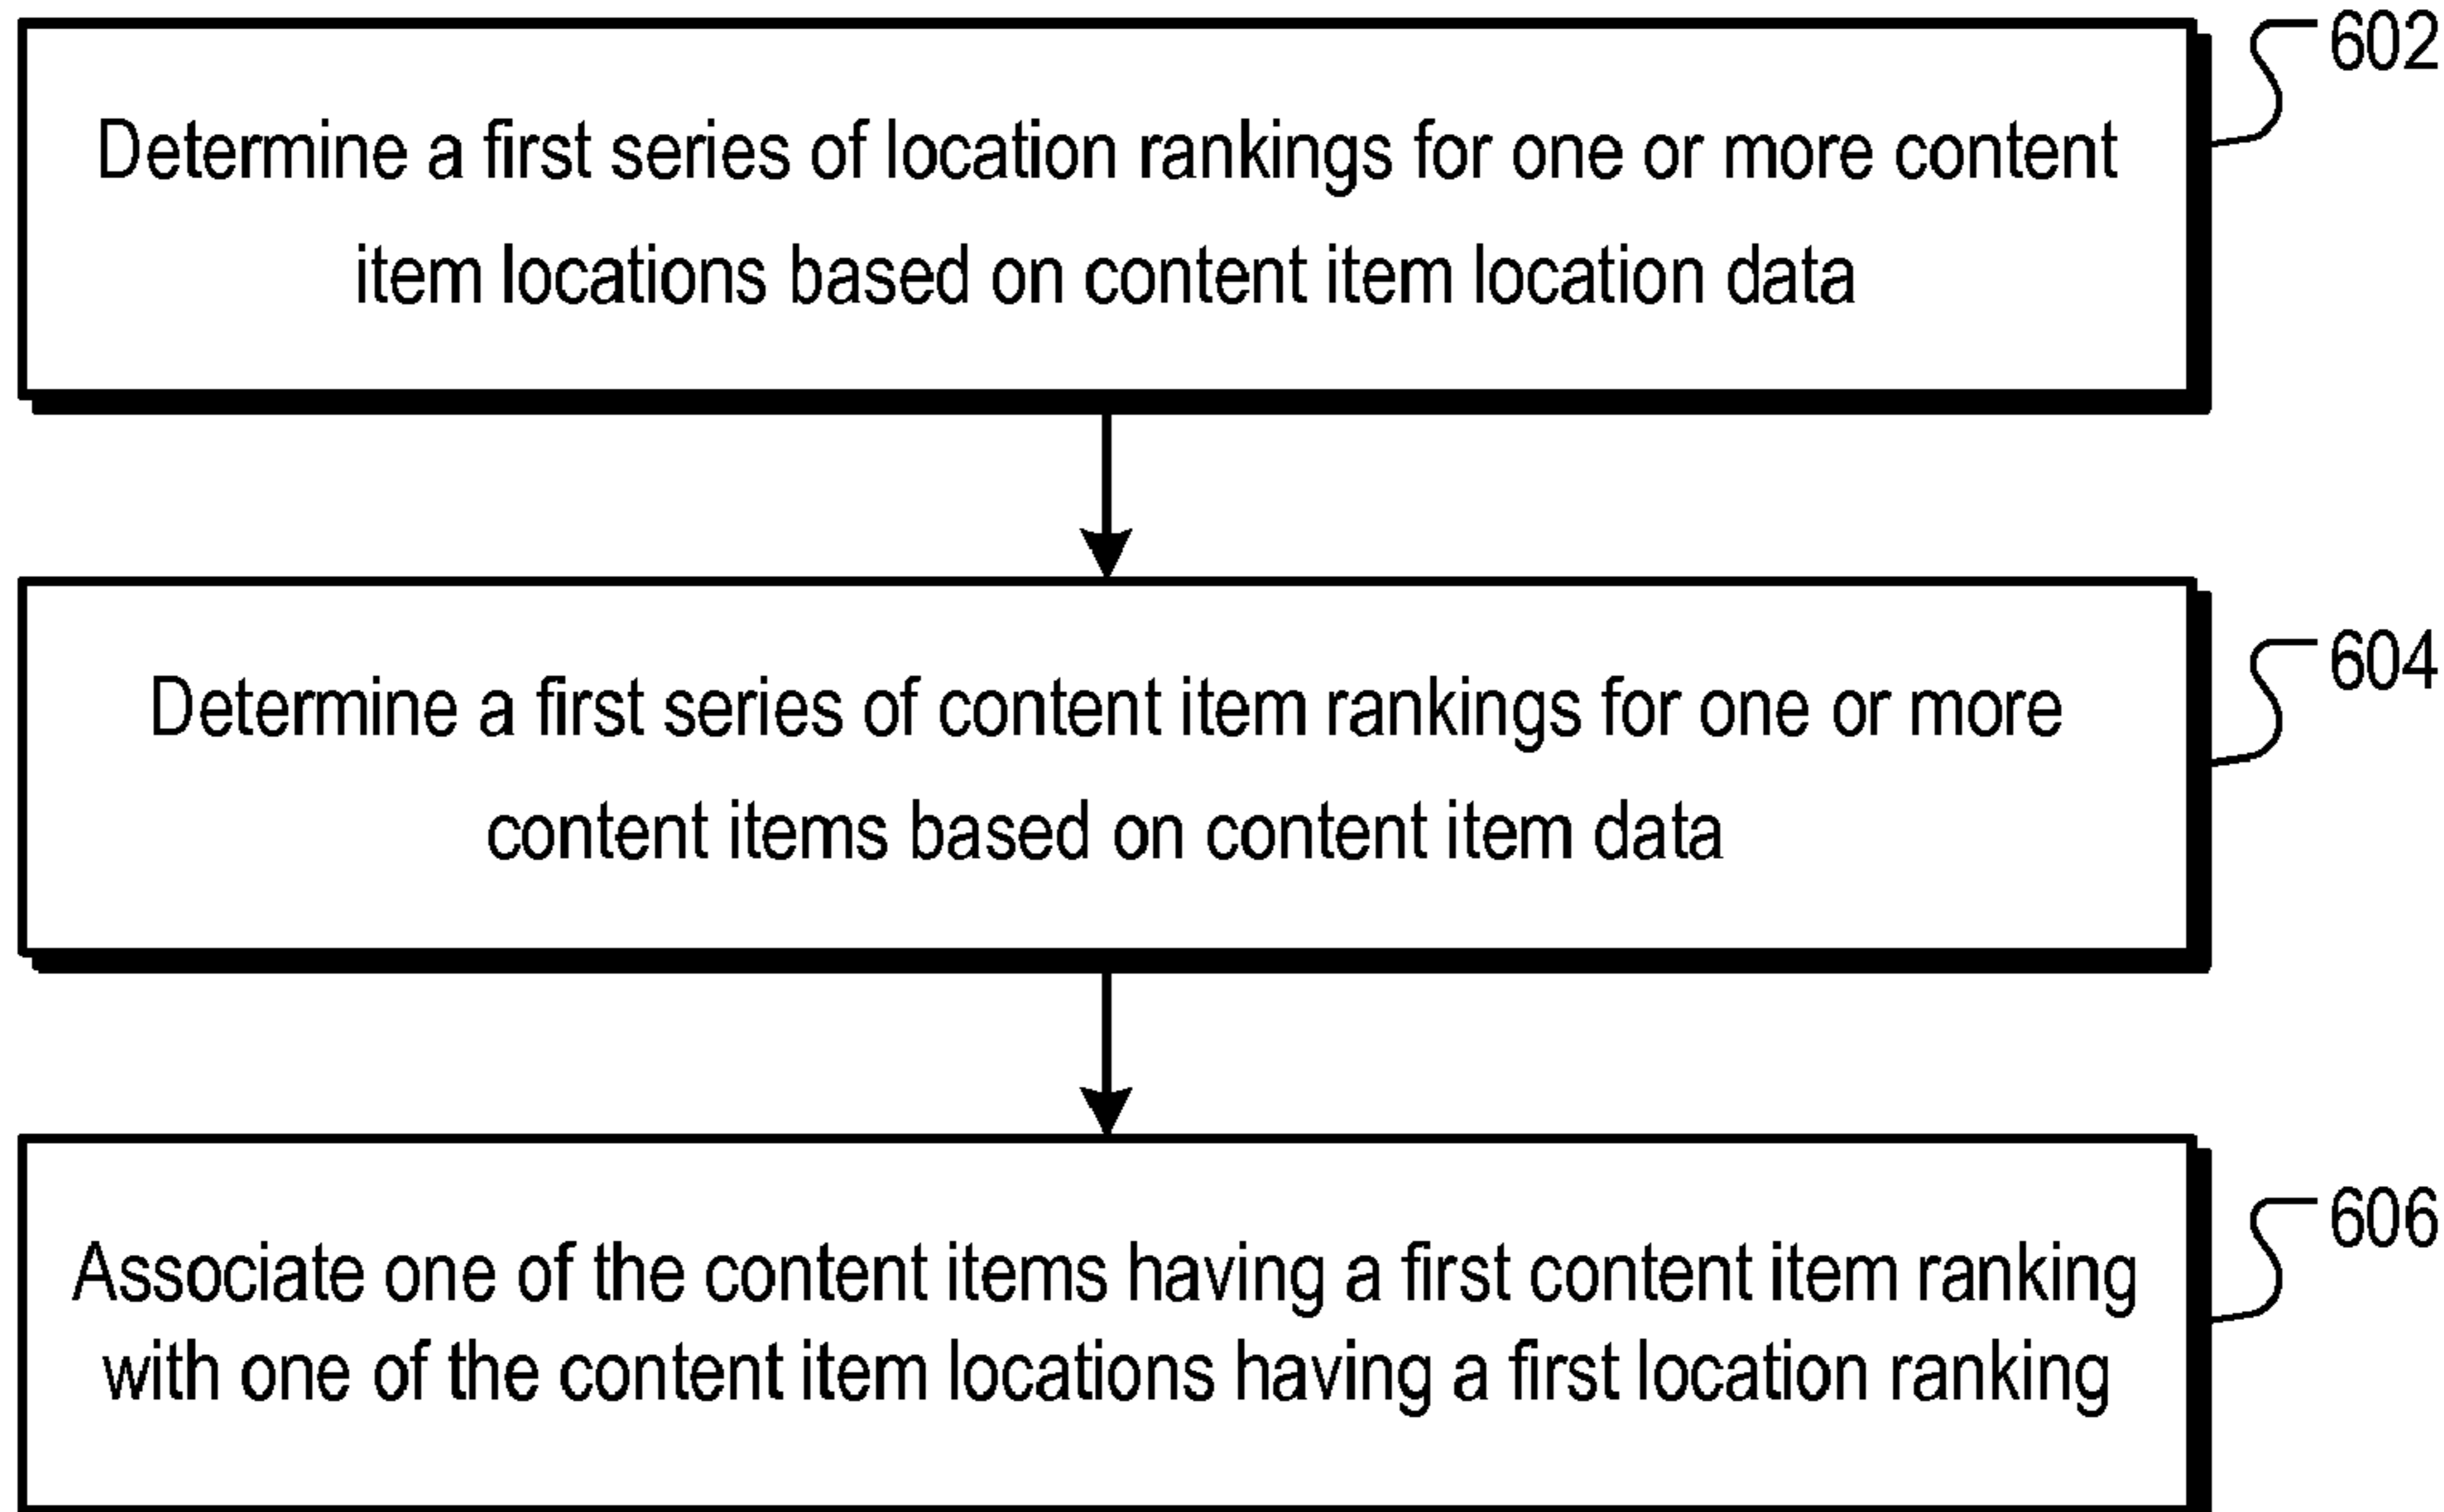 602
Determine a first series of location rankings for one or more content
item locations based on content item location data
604
Determine a first series of content item rankings for one or more
content items based on content item data
606
Associate one of the content items having a first content item ranking
with one of the content item locations having a first location ranking